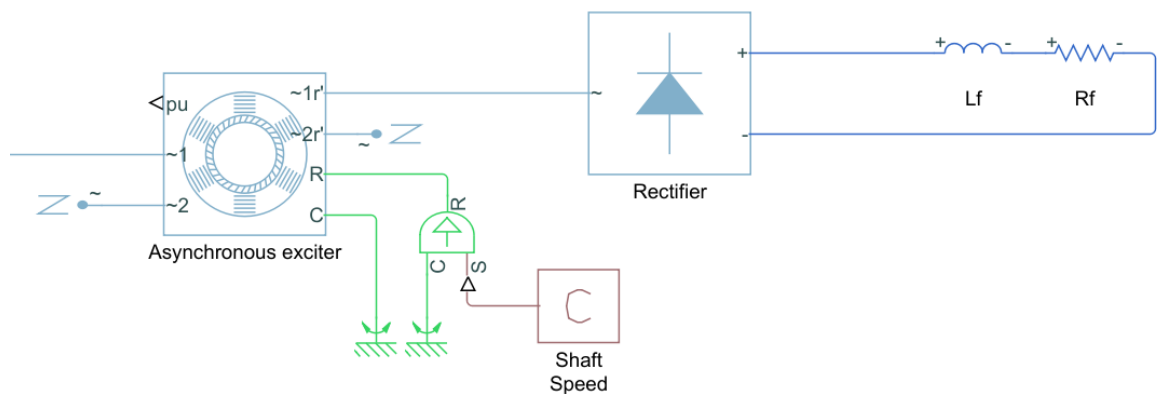 +
-
+
-
Lf
Rf
pu
~1r'
~
+
-
~2r'
~
~1
~
~2
R
C
Asynchronous exciter
Rectifier
R
C
S
C
Shaft
Speed